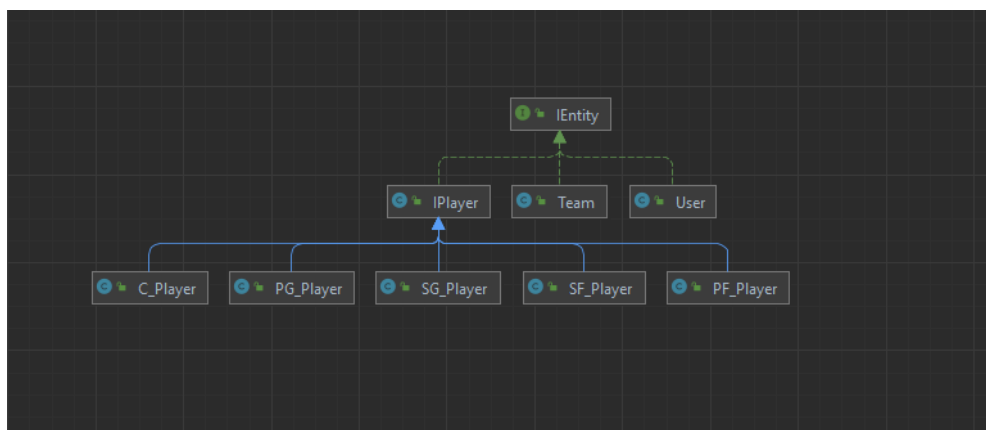 I IEntity
C IPlayer
C Team
C User
C C_Player
C PG_Player
C SG_Player
C SF_Player
C PF_Player